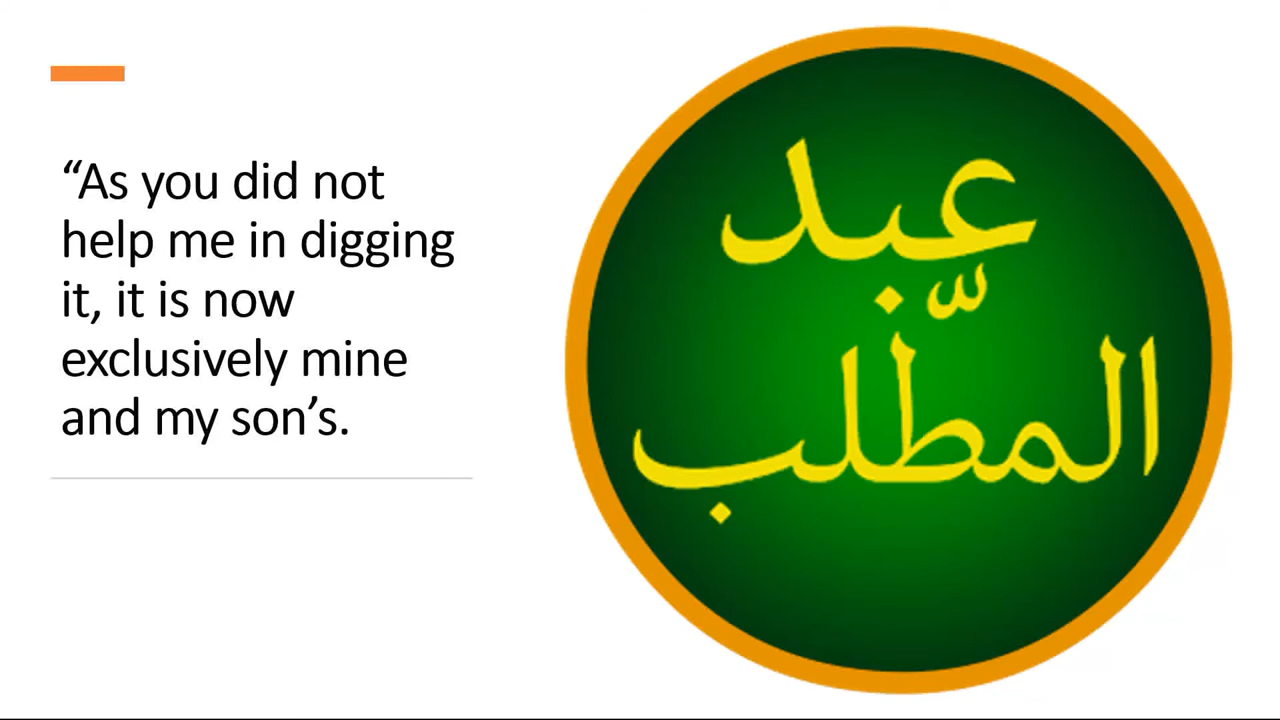 “As you did not
help me in digging
it, it is now
exclusively mine
and my son’s.
عبد
المطّلب